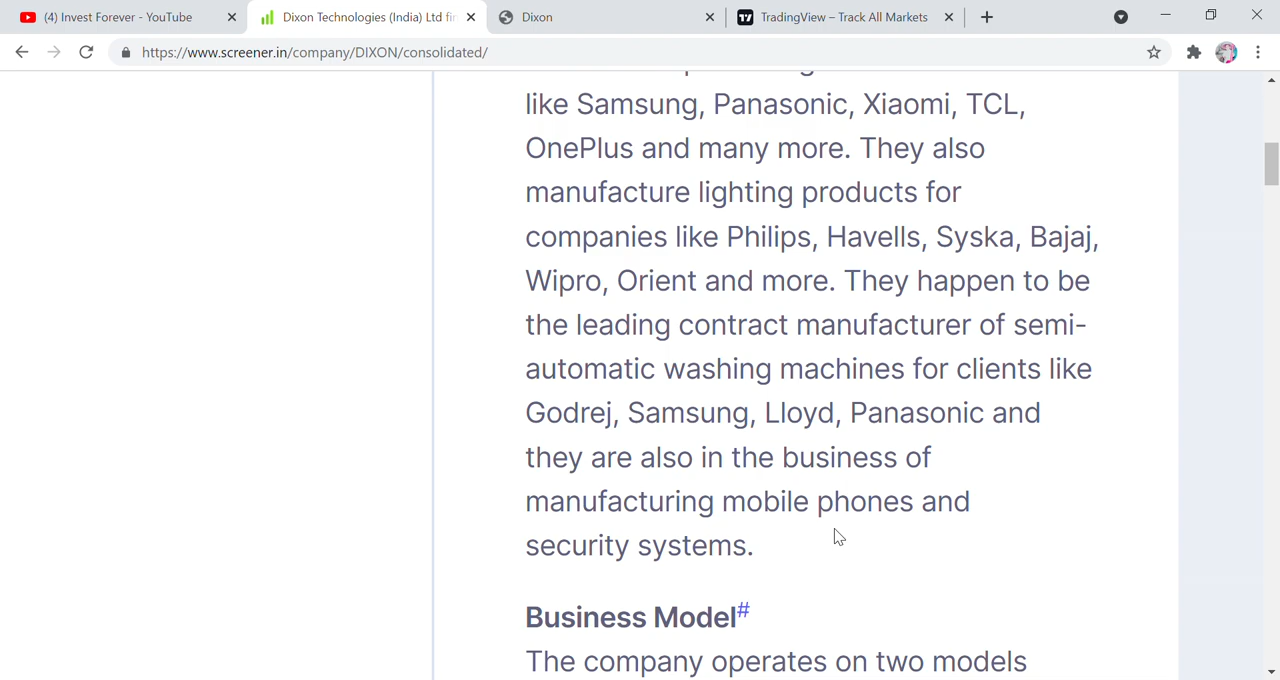 (4) Invest Forever - YouTube
Dixon Technologies (India) Ltd fin
Dixon
TradingView – Track All Markets
https://www.screener.in/company/DIXON/consolidated/
like Samsung, Panasonic, Xiaomi, TCL,
OnePlus and many more. They also
manufacture lighting products for
companies like Philips, Havells, Syska, Bajaj,
Wipro, Orient and more. They happen to be
the leading contract manufacturer of semi-
automatic washing machines for clients like
Godrej, Samsung, Lloyd, Panasonic and
they are also in the business of
manufacturing mobile phones and
security systems.
Business Model#
The company operates on two models